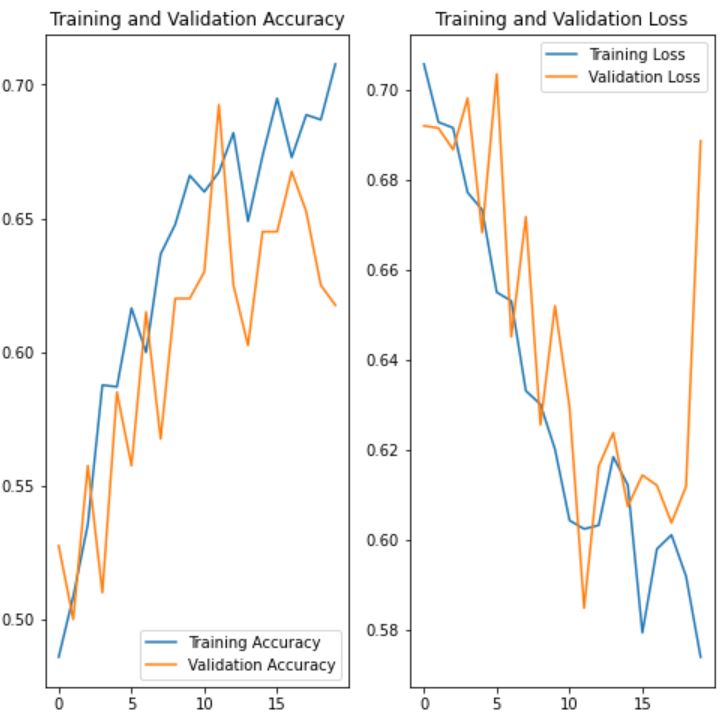 Training and Validation Accuracy
0.70
0.65
0.60
0.55
0.50
Training Accuracy
Validation Accuracy
0 5 10 15
Training and Validation Loss
Training Loss
Validation Loss
0.70
0.68
0.66
0.64
0.62
0.60
0.58
0 5 10 15